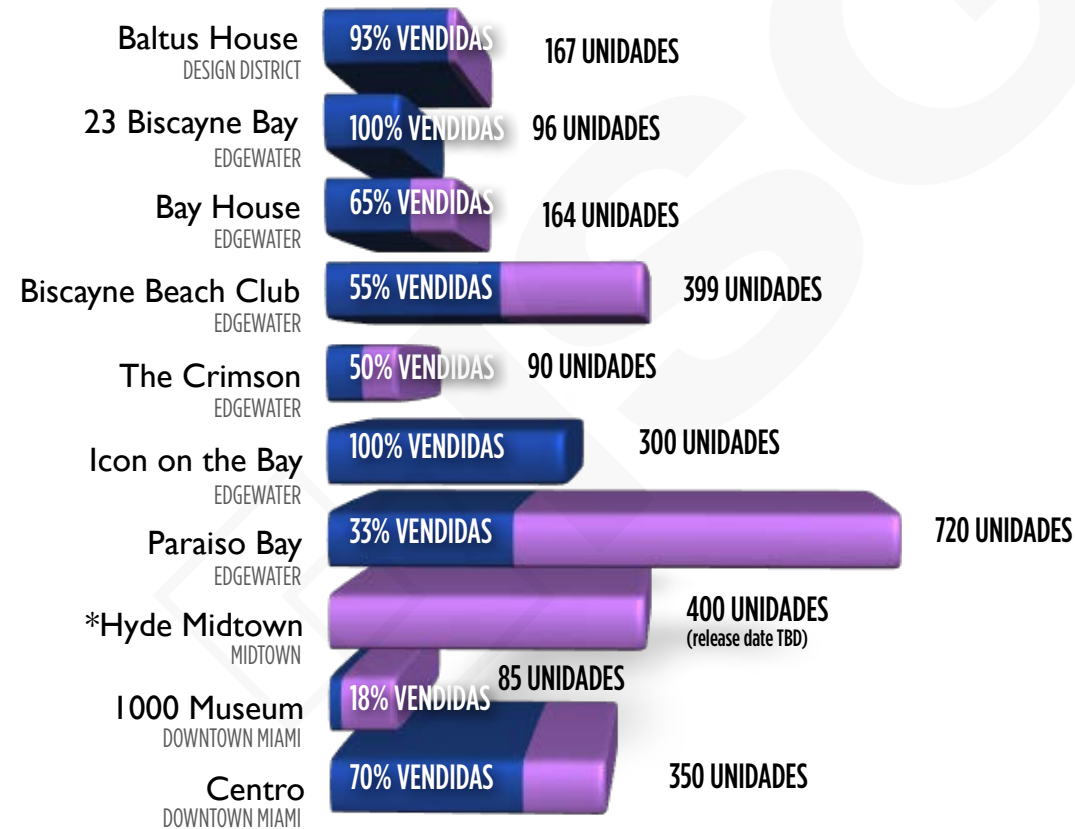 Baltus House
DESIGN DISTRICT
93% VENDIDAS
167 UNIDADES
23 Biscayne Bay
EDGEWATER
100% VENDIDAS
96 UNIDADES
Bay House
EDGEWATER
65% VENDIDAS
164 UNIDADES
Biscayne Beach Club
EDGEWATER
55% VENDIDAS
399 UNIDADES
The Crimson
EDGEWATER
50% VENDIDAS
90 UNIDADES
Icon on the Bay
EDGEWATER
100% VENDIDAS
300 UNIDADES
Paraiso Bay
EDGEWATER
33% VENDIDAS
720 UNIDADES
*Hyde Midtown
MIDTOWN
400 UNIDADES
(release date TBD)
1000 Museum
DOWNTOWN MIAMI
18% VENDIDAS
85 UNIDADES
Centro
DOWNTOWN MIAMI
70% VENDIDAS
350 UNIDADES